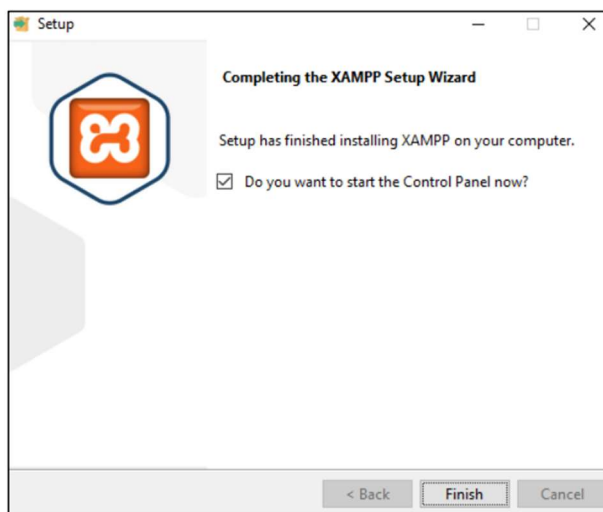 Setup
Completing the XAMPP Setup Wizard
Setup has finished installing XAMPP on your computer.
Do you want to start the Control Panel now?
< Back
Finish
Cancel